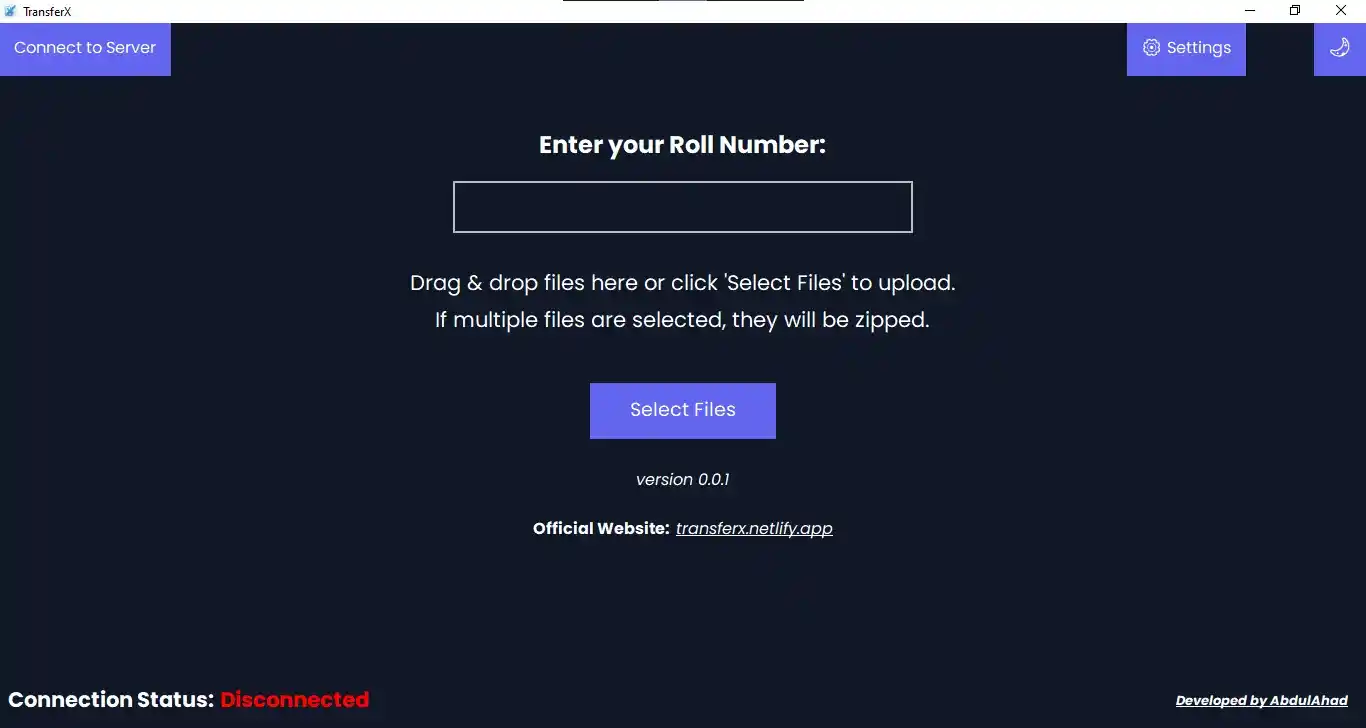 TransferX
Connect to Server
Settings
Enter your Roll Number:
Drag & drop files here or click 'Select Files' to upload.
If multiple files are selected, they will be zipped.
Select Files
version 0.0.1
Official Website: transferx.netlify.app
Connection Status: Disconnected
Developed by AbdulAhad